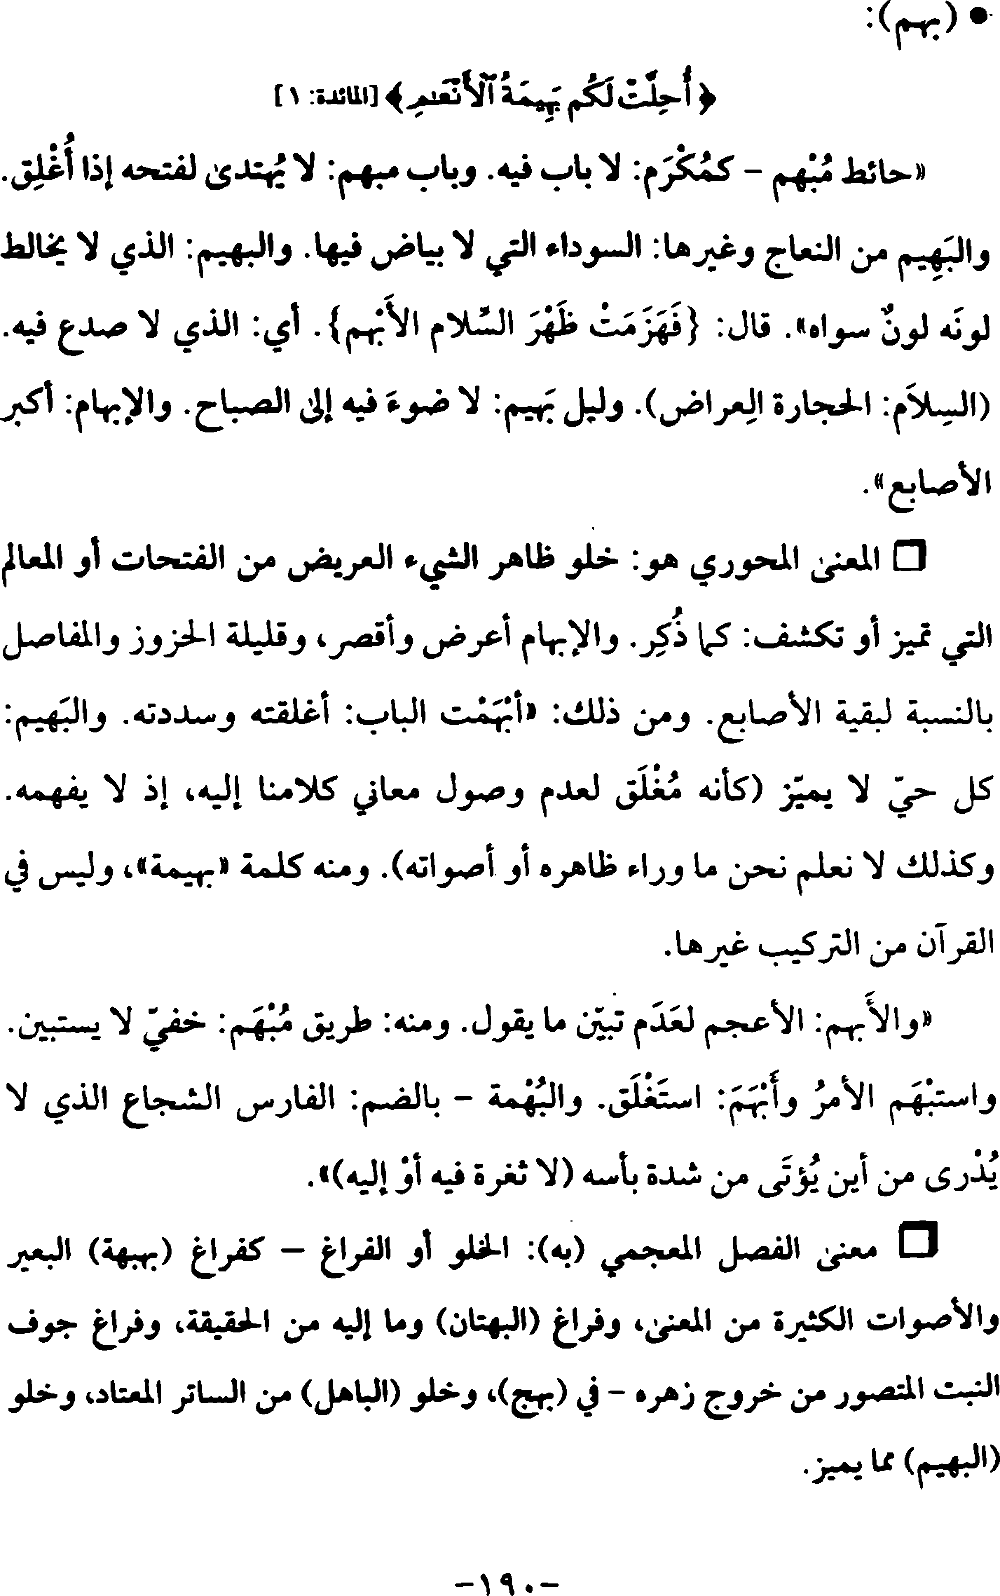 • (بهم):
﴿أُحِلَّتْ لَكُم بَهِيمَةُ ٱلْأَنْعَـٰمِ﴾ [المائدة: ١]
«حائط مُبْهم – كمُكْرَم: لا باب فيه. وباب مبهم: لا يُهتدىٰ لفتحه إذا أُغْلِق.
والبَهِيم من النعاج وغيرها: السوداء التي لا بياض فيها. والبهيم: الذي لا يخالط
لونَه لونٌ سواه». قال: {فَهَزَمَتْ ظَهْرَ السِّلام الأَبْهم}. أي: الذي لا صدع فيه.
(السِلاَم: الحجارة العِراض). وليل بَهِيم: لا ضوءَ فيه إلىٰ الصباح. والإبهام: أكبر
الأصابع».
❒ المعنىٰ المحوري هو: خلو ظاهر الشيء العريض من الفتحات أو المعالم
التي تميز أو تكشف: كما ذُكِر. والإبهام أعرض وأقصر، وقليلة الحزوز والمفاصل
بالنسبة لبقية الأصابع. ومن ذلك: «أبْهَمْت الباب: أغلقته وسددته. والبَهيم:
كل حيّ لا يميّز (كأنه مُغْلَق لعدم وصول معاني كلامنا إليه، إذ لا يفهمه.
وكذلك لا نعلم نحن ما وراء ظاهره أو أصواته). ومنه كلمة «بهيمة»، وليس في
القرآن من التركيب غيرها.
«والأَبهم: الأعجم لعَدَم تبيّن ما يقول. ومنه: طريق مُبْهَم: خفيّ لا يستبين.
واستبْهَم الأمرُ وأَبْهَمَ: استَغْلَق. والبُهْمة – بالضم: الفارس الشجاع الذي لا
يُدْرى من أين يُؤتَى من شدة بأسه (لا ثغرة فيه أوْ إليه)».
❒ معنىٰ الفصل المعجمي (به): الخلو أو الفراغ – كفراغ (بهبهة) البعير
والأصوات الكثيرة من المعنىٰ، وفراغ (البهتان) وما إليه من الحقيقة، وفراغ جوف
النبت المتصور من خروج زهره – في (بهج)، وخلو (الباهل) من الساتر المعتاد، وخلو
(البهيم) مما يميز.
–١٩٠–